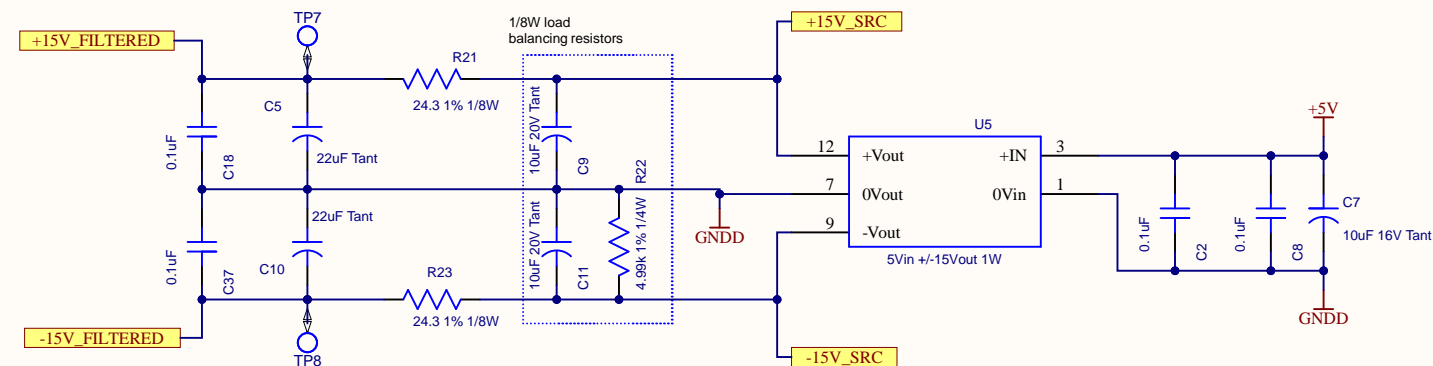 TP7
1/8W load
balancing resistors
+15V_SRC
+15V_FILTERED
R21
24.3 1% 1/8W
C5
0.1uF
C18
22uF Tant
10uF 20V Tant
C9
R22
U5
+5V
12
+Vout
+IN
3
7
0Vout
0Vin
1
9
-Vout
5Vin +/-15Vout 1W
GNDD
0.1uF
C2
0.1uF
C8
C7
10uF 16V Tant
GNDD
22uF Tant
0.1uF
C37
C10
10uF 20V Tant
C11
4.99k 1% 1/4W
R23
24.3 1% 1/8W
-15V_FILTERED
TP8
-15V_SRC